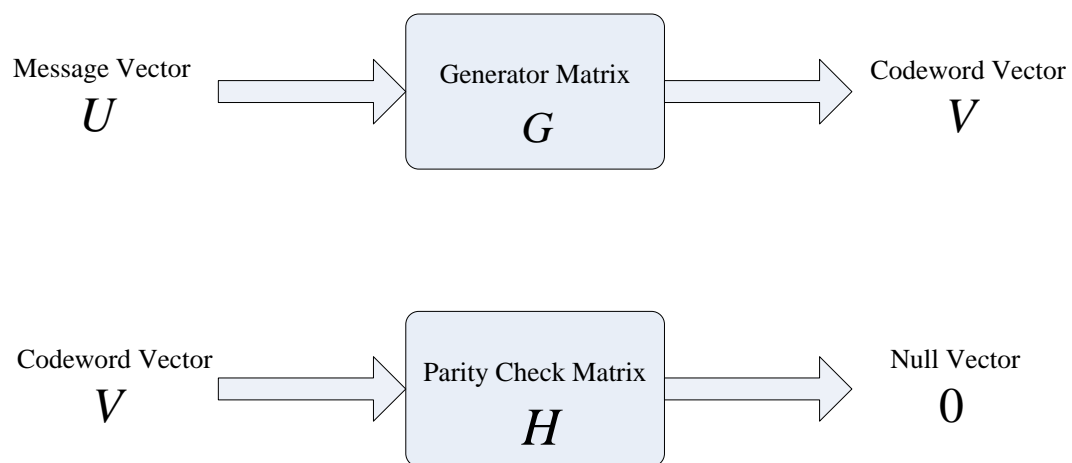 Message Vector
U
Generator Matrix
G
Codeword Vector
V
Codeword Vector
V
Parity Check Matrix
H
Null Vector
0